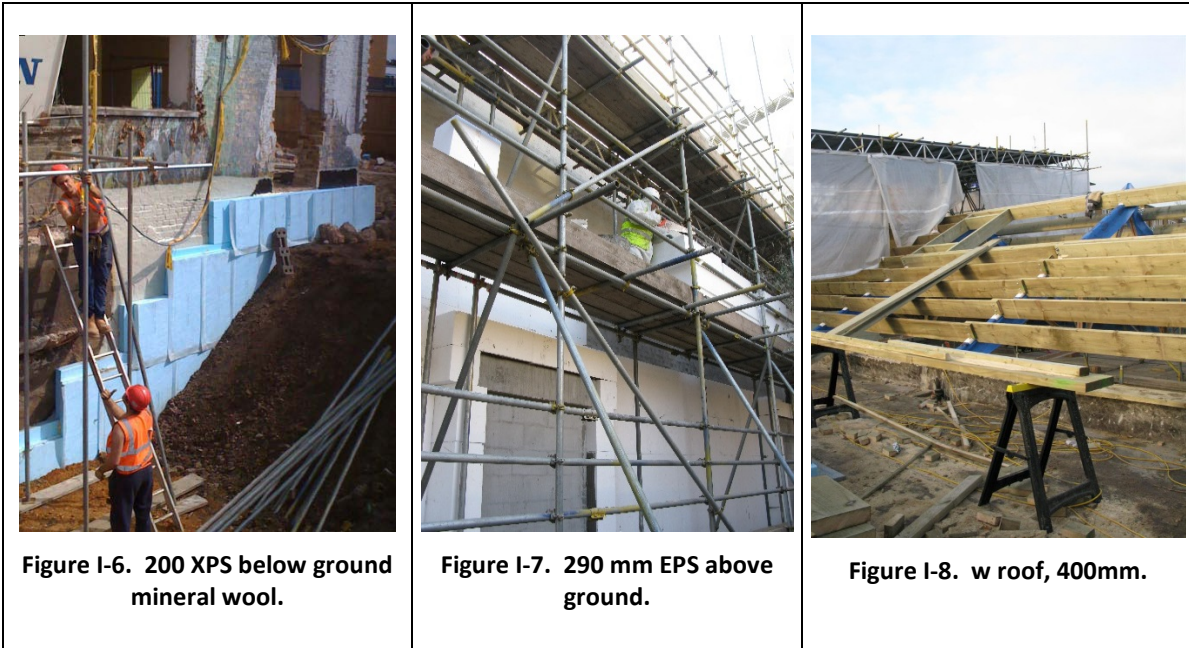 N
Figure I-6. 200 XPS below ground
mineral wool.
Figure I-7. 290 mm EPS above
ground.
Figure I-8. w roof, 400mm.